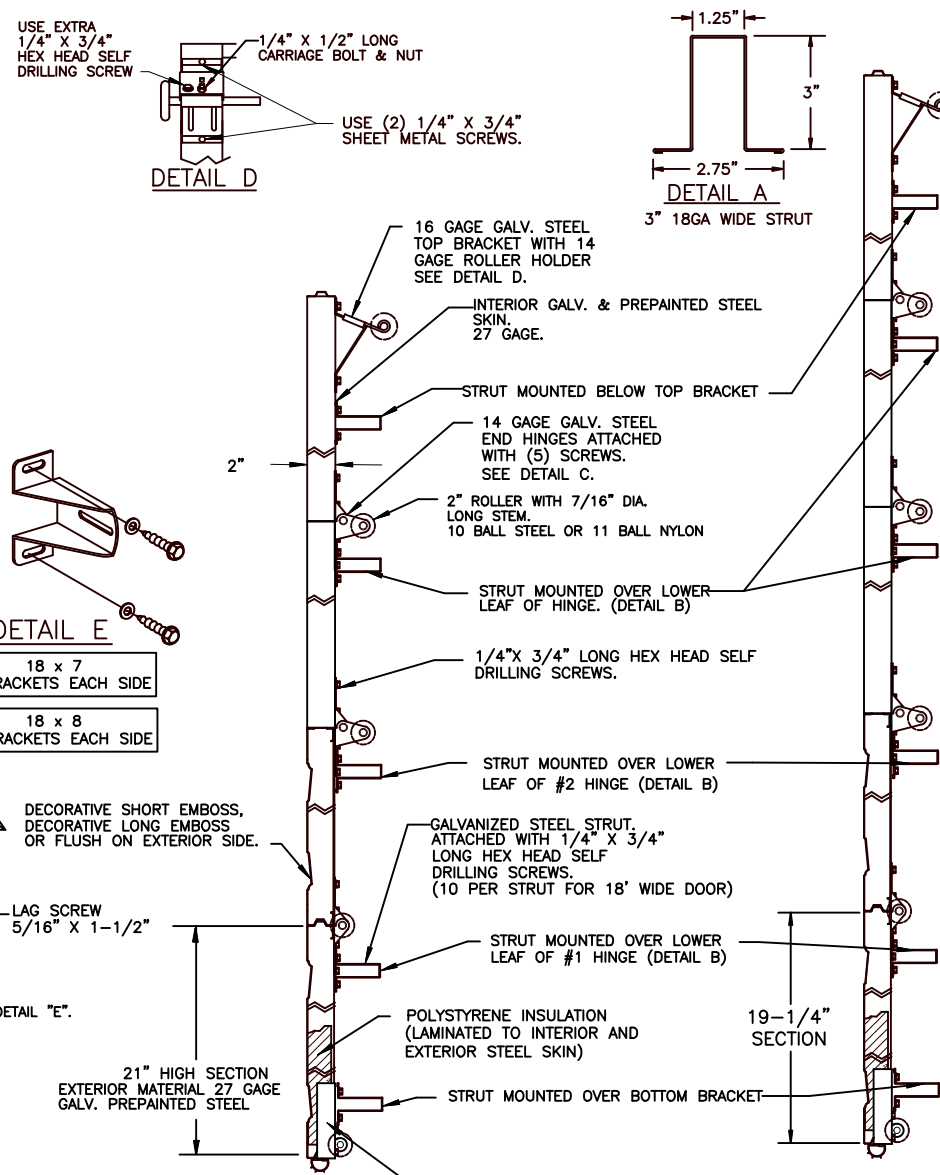 USE EXTRA
1/4" X 3/4"
HEX HEAD SELF
DRILLING SCREW
1/4" X 1/2" LONG
CARRIAGE BOLT & NUT
USE (2) 1/4" X 3/4"
SHEET METAL SCREWS.
DETAIL D
1.25"
3"
2.75"
DETAIL A
3" 18GA WIDE STRUT
16 GAGE GALV. STEEL
TOP BRACKET WITH 14
GAGE ROLLER HOLDER
SEE DETAIL D.
INTERIOR GALV. & PREPAINTED STEEL
SKIN.
27 GAGE.
STRUT MOUNTED BELOW TOP BRACKET
14 GAGE GALV. STEEL
END HINGES ATTACHED
WITH (5) SCREWS.
SEE DETAIL C.
2"
2" ROLLER WITH 7/16" DIA.
LONG STEM.
10 BALL STEEL OR 11 BALL NYLON
STRUT MOUNTED OVER LOWER
LEAF OF HINGE. (DETAIL B)
DETAIL E
18 x 7
RACKETS EACH SIDE
18 x 8
RACKETS EACH SIDE
1/4"X 3/4" LONG HEX HEAD SELF
DRILLING SCREWS.
STRUT MOUNTED OVER LOWER
LEAF OF #2 HINGE (DETAIL B)
DECORATIVE SHORT EMBOSS,
DECORATIVE LONG EMBOSS
OR FLUSH ON EXTERIOR SIDE.
GALVANIZED STEEL STRUT.
ATTACHED WITH 1/4" X 3/4"
LONG HEX HEAD SELF
DRILLING SCREWS.
(10 PER STRUT FOR 18' WIDE DOOR)
LAG SCREW
5/16" X 1-1/2"
STRUT MOUNTED OVER LOWER
LEAF OF #1 HINGE (DETAIL B)
DETAIL "E".
POLYSTYRENE INSULATION
(LAMINATED TO INTERIOR AND
EXTERIOR STEEL SKIN)
19-1/4"
SECTION
21" HIGH SECTION
EXTERIOR MATERIAL 27 GAGE
GALV. PREPAINTED STEEL
STRUT MOUNTED OVER BOTTOM BRACKET